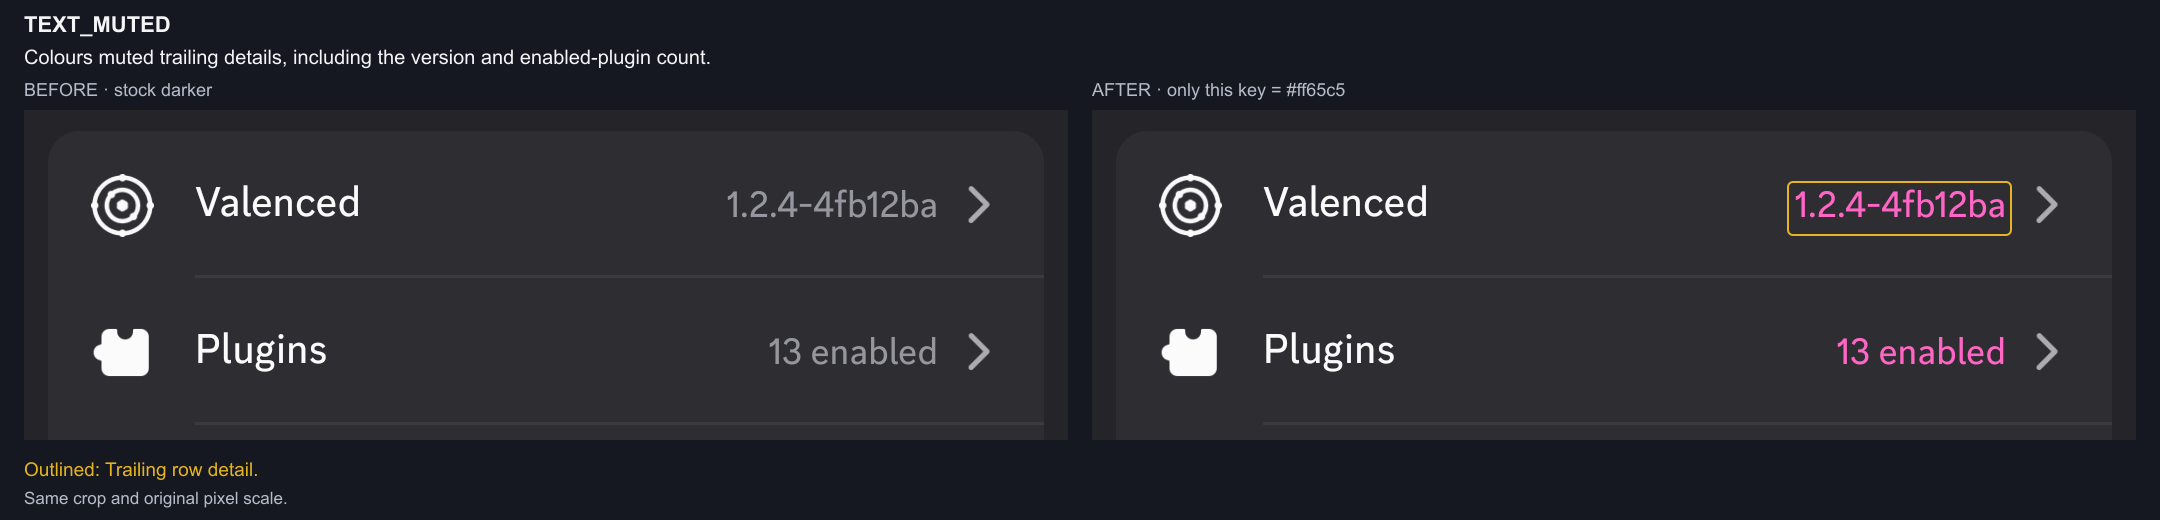 TEXT_MUTED
Colours muted trailing details, including the version and enabled-plugin count.
BEFORE · stock darker
Valenced 1.2.4-4fb12ba
Plugins 13 enabled
AFTER · only this key = #ff65c5
Valenced 1.2.4-4fb12ba
Plugins 13 enabled
Outlined: Trailing row detail.
Same crop and original pixel scale.